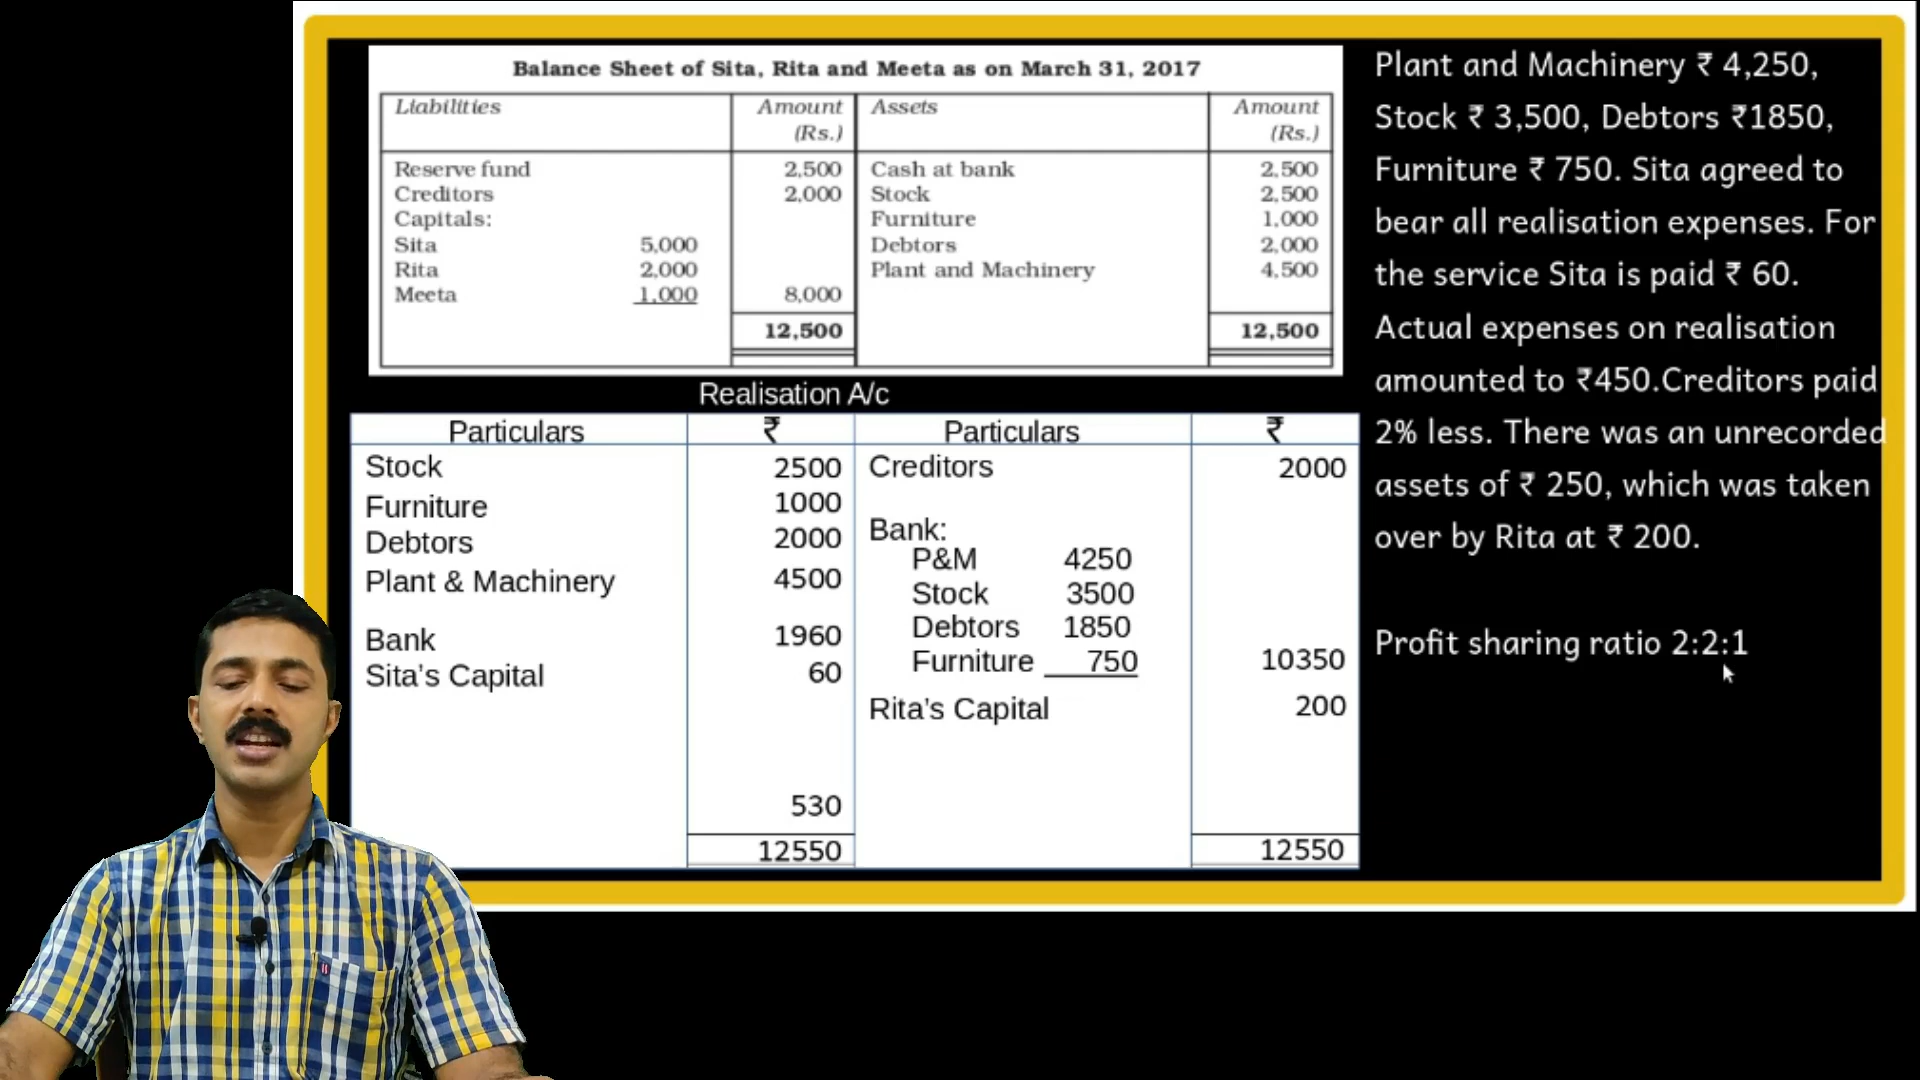 Balance Sheet of Sita, Rita and Meeta as on March 31, 2017
Liabilities Amount (Rs.) Assets Amount (Rs.)
Reserve fund 2,500 Cash at bank 2,500
Creditors 2,000 Stock 2,500
Capitals: Furniture 1,000
Sita 5,000 Debtors 2,000
Rita 2,000 Plant and Machinery 4,500
Meeta 1,000 8,000
12,500 12,500
Realisation A/c
Particulars ₹ Particulars ₹
Stock 2500 Creditors 2000
Furniture 1000
Debtors 2000 Bank:
Plant & Machinery 4500 P&M 4250
Stock 3500
Bank 1960 Debtors 1850
Sita's Capital 60 Furniture 750 10350
Rita's Capital 200
530
12550 12550
Plant and Machinery ₹ 4,250,
Stock ₹ 3,500, Debtors ₹1850,
Furniture ₹ 750. Sita agreed to
bear all realisation expenses. For
the service Sita is paid ₹ 60.
Actual expenses on realisation
amounted to ₹450.Creditors paid
2% less. There was an unrecorded
assets of ₹ 250, which was taken
over by Rita at ₹ 200.
Profit sharing ratio 2:2:1